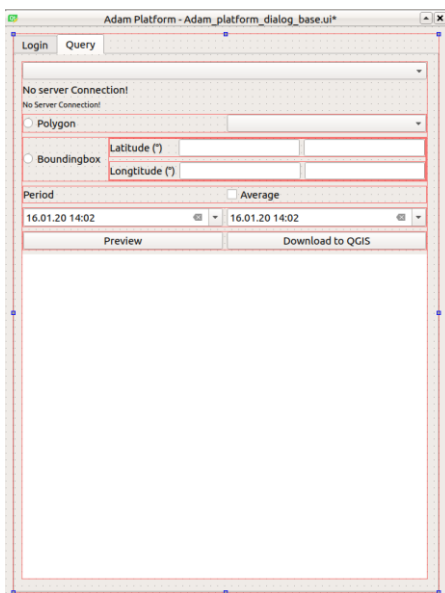 Adam Platform - Adam_platform_dialog_base.ui*
Login Query
No server Connection!
No Server Connection!
Polygon
Latitude (°)
Boundingbox
Longtitude (°)
Period Average
16.01.20 14:02 16.01.20 14:02
Preview Download to QGIS